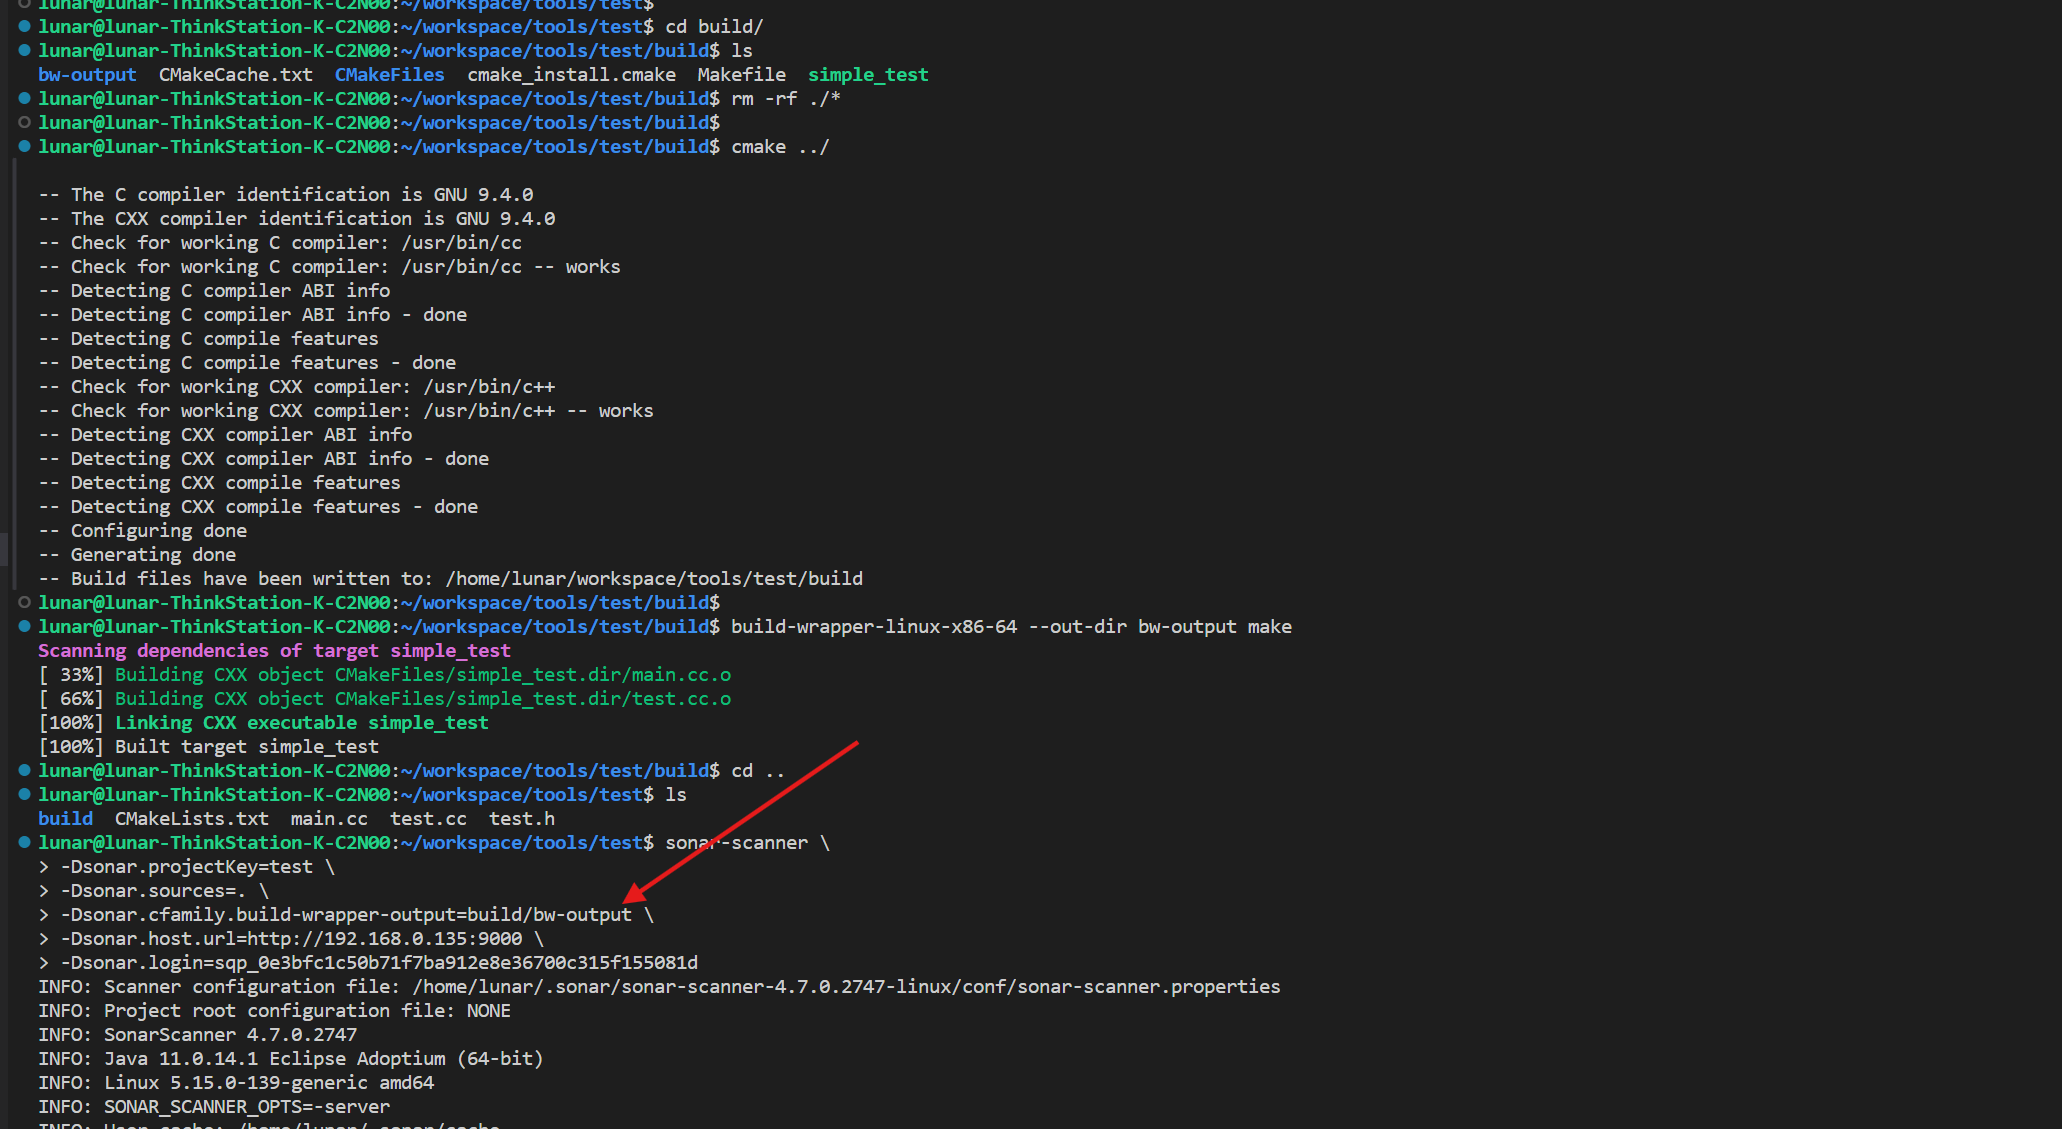 lunar@lunar-ThinkStation-K-C2N00:~/workspace/tools/test$
lunar@lunar-ThinkStation-K-C2N00:~/workspace/tools/test$ cd build/
lunar@lunar-ThinkStation-K-C2N00:~/workspace/tools/test/build$ ls
bw-output  CMakeCache.txt  CMakeFiles  cmake_install.cmake  Makefile  simple_test
lunar@lunar-ThinkStation-K-C2N00:~/workspace/tools/test/build$ rm -rf ./*
lunar@lunar-ThinkStation-K-C2N00:~/workspace/tools/test/build$
lunar@lunar-ThinkStation-K-C2N00:~/workspace/tools/test/build$ cmake ../
-- The C compiler identification is GNU 9.4.0
-- The CXX compiler identification is GNU 9.4.0
-- Check for working C compiler: /usr/bin/cc
-- Check for working C compiler: /usr/bin/cc -- works
-- Detecting C compiler ABI info
-- Detecting C compiler ABI info - done
-- Detecting C compile features
-- Detecting C compile features - done
-- Check for working CXX compiler: /usr/bin/c++
-- Check for working CXX compiler: /usr/bin/c++ -- works
-- Detecting CXX compiler ABI info
-- Detecting CXX compiler ABI info - done
-- Detecting CXX compile features
-- Detecting CXX compile features - done
-- Configuring done
-- Generating done
-- Build files have been written to: /home/lunar/workspace/tools/test/build
lunar@lunar-ThinkStation-K-C2N00:~/workspace/tools/test/build$
lunar@lunar-ThinkStation-K-C2N00:~/workspace/tools/test/build$ build-wrapper-linux-x86-64 --out-dir bw-output make
Scanning dependencies of target simple_test
[ 33%] Building CXX object CMakeFiles/simple_test.dir/main.cc.o
[ 66%] Building CXX object CMakeFiles/simple_test.dir/test.cc.o
[100%] Linking CXX executable simple_test
[100%] Built target simple_test
lunar@lunar-ThinkStation-K-C2N00:~/workspace/tools/test/build$ cd ..
lunar@lunar-ThinkStation-K-C2N00:~/workspace/tools/test$ ls
build  CMakeLists.txt  main.cc  test.cc  test.h
lunar@lunar-ThinkStation-K-C2N00:~/workspace/tools/test$ sonar-scanner \
> -Dsonar.projectKey=test \
> -Dsonar.sources=. \
> -Dsonar.cfamily.build-wrapper-output=build/bw-output \
> -Dsonar.host.url=http://192.168.0.135:9000 \
> -Dsonar.login=sqp_0e3bfc1c50b71f7ba912e8e36700c315f155081d
INFO: Scanner configuration file: /home/lunar/.sonar/sonar-scanner-4.7.0.2747-linux/conf/sonar-scanner.properties
INFO: Project root configuration file: NONE
INFO: SonarScanner 4.7.0.2747
INFO: Java 11.0.14.1 Eclipse Adoptium (64-bit)
INFO: Linux 5.15.0-139-generic amd64
INFO: SONAR_SCANNER_OPTS=-server
INFO: User cache: /home/lunar/.sonar/cache